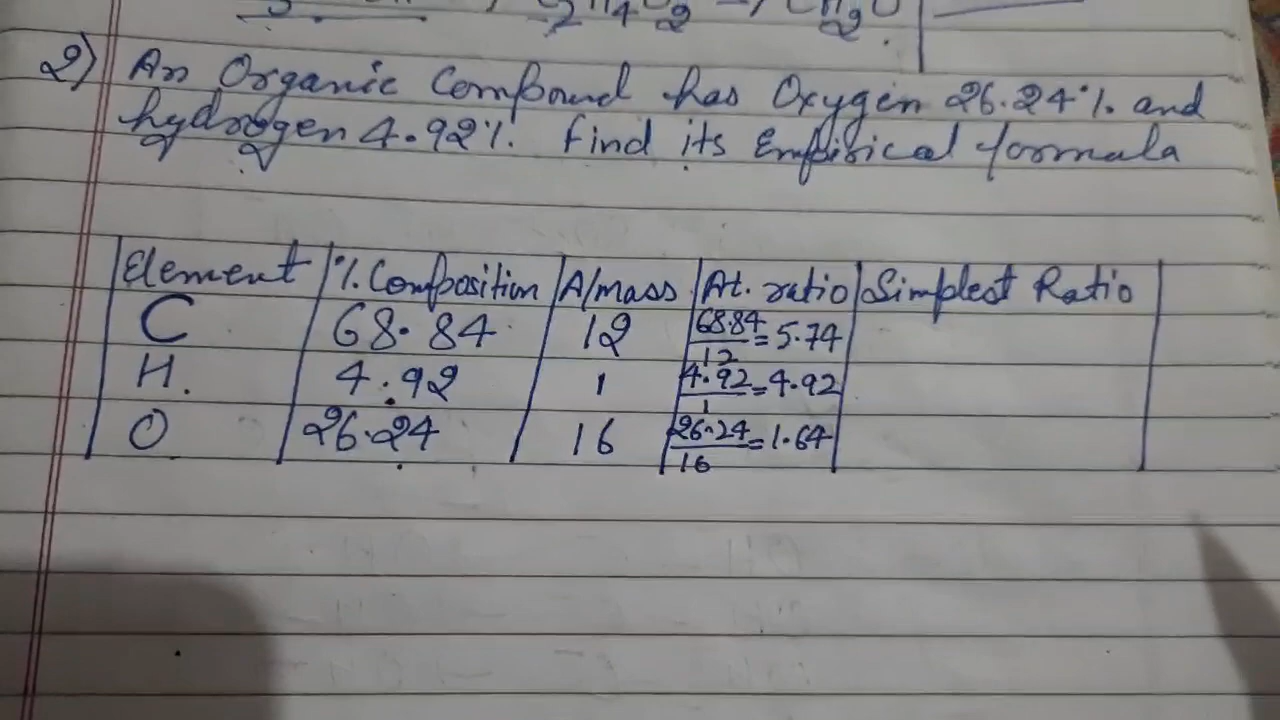 2) An Organic Compound has Oxygen 26.24% and
hydrogen 4.92%. find its Empirical formula
Element | % Composition | A/mass | At. ratio | Simplest Ratio
C | 68.84 | 12 | 68.84/12 = 5.74
H. | 4.92 | 1 | 4.92/1 = 4.92
O | 26.24 | 16 | 26.24/16 = 1.64